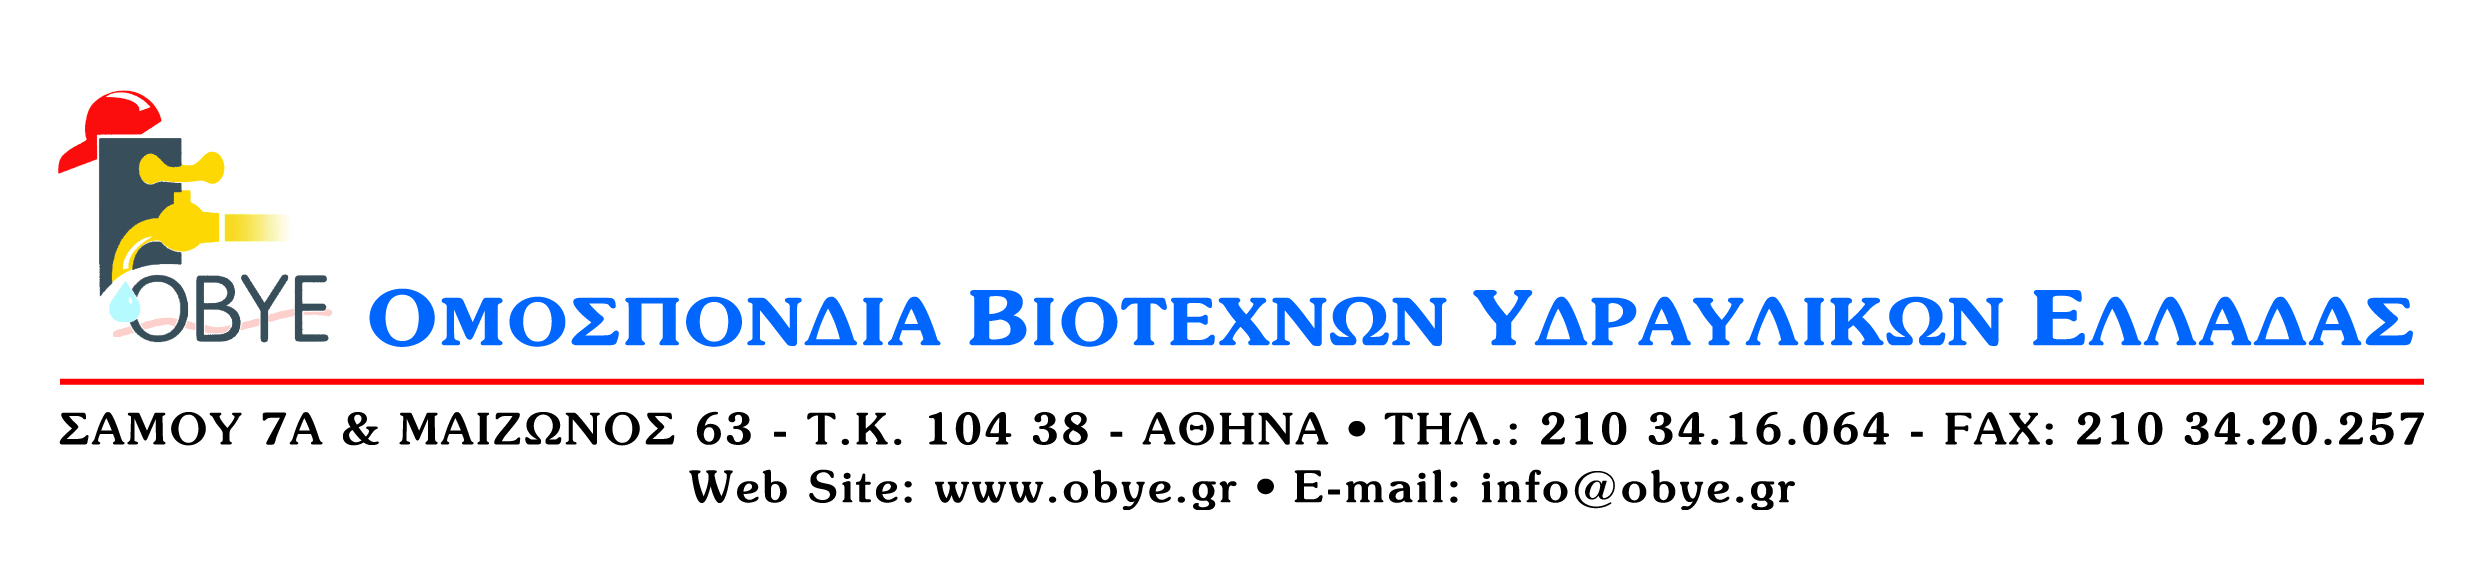 ΟΒΥΕ ΟΜΟΣΠΟΝΔΙΑ ΒΙΟΤΕΧΝΩΝ ΥΔΡΑΥΛΙΚΩΝ ΕΛΛΑΔΑΣ
ΣΑΜΟΥ 7Α & ΜΑΙΖΩΝΟΣ 63 - Τ.Κ. 104 38 - ΑΘΗΝΑ • ΤΗΛ.: 210 34.16.064 - FAX: 210 34.20.257
Web Site: www.obye.gr • E-mail: info@obye.gr